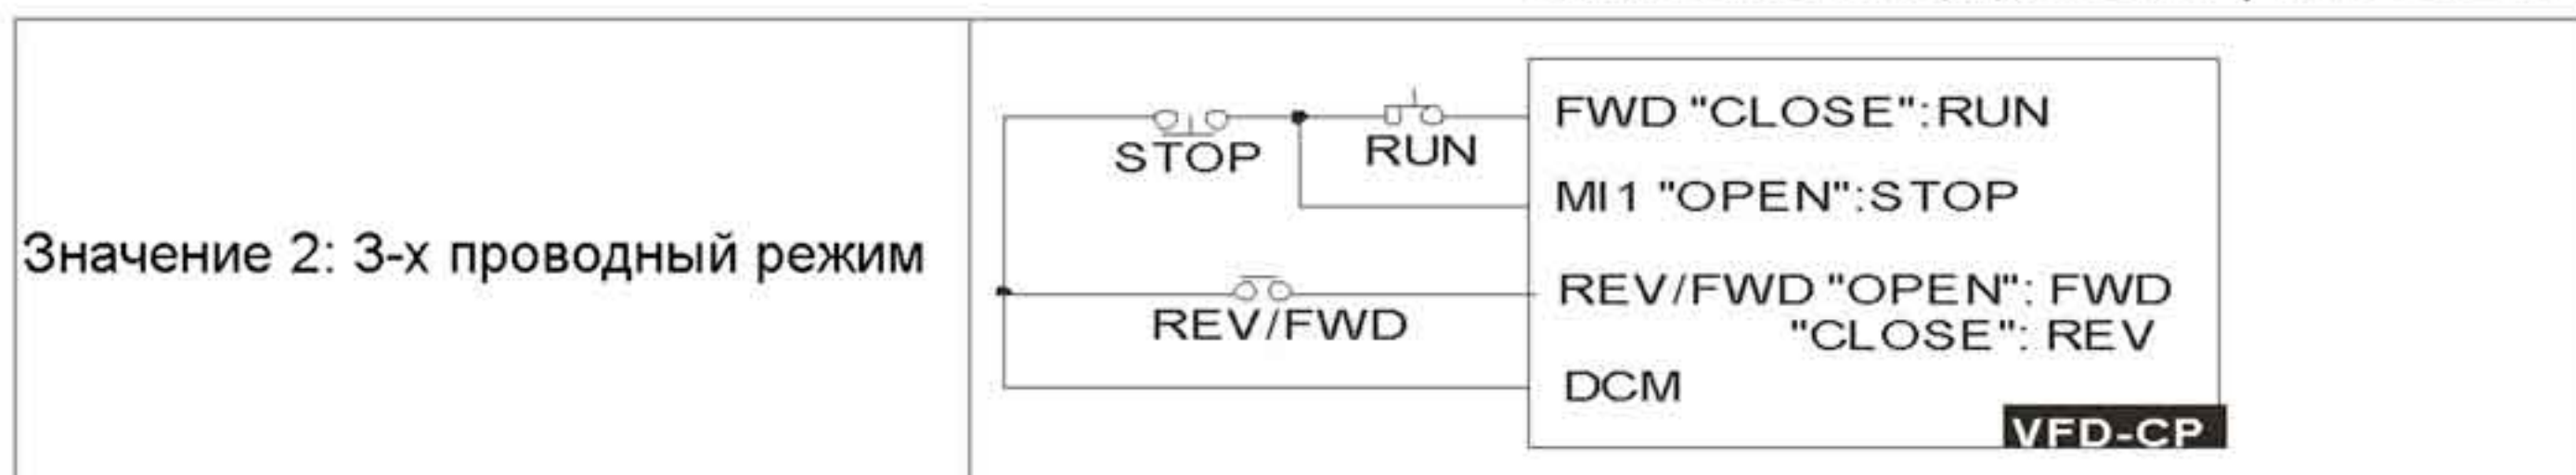 Значение 2: 3-х проводный режим
STOP
RUN
REV/FWD
FWD "CLOSE":RUN
MI1 "OPEN":STOP
REV/FWD "OPEN": FWD
"CLOSE": REV
DCM
VFD-CP